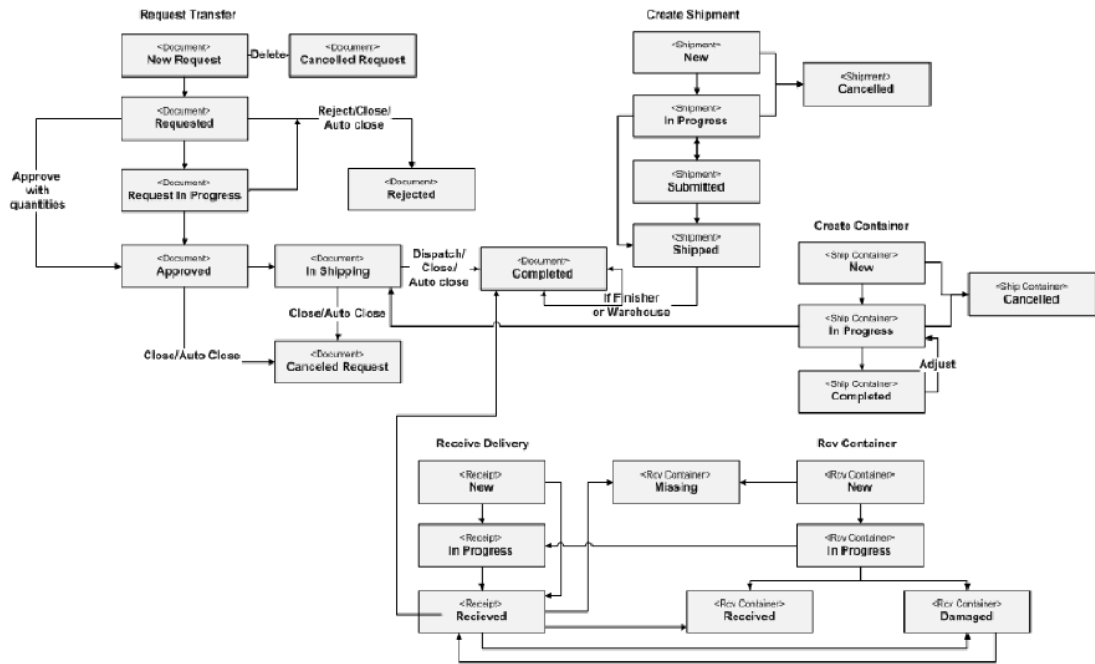 Request Transfer
<Document>
New Request
Delete
<Document>
Cancelled Request
<Document>
Requested
Reject/Close/
Auto close
Approve
with
quantities
<Document>
Request In Progress
<Document>
Rejected
<Document>
Approved
<Document>
In Shipping
Dispatch/
Close/
Auto close
<Document>
Completed
If Finisher
or Warehouse
Close/Auto Close
Close/Auto Close
<Document>
Canceled Request
Create Shipment
<Shipment>
New
<Shipment>
Cancelled
<Shipment>
In Progress
<Shipment>
Submitted
<Shipment>
Shipped
Create Container
<Ship Container>
New
<Ship Container>
Cancelled
<Ship Container>
In Progress
Adjust
<Ship Container>
Completed
Receive Delivery
<Receipt>
New
<Receipt>
In Progress
<Receipt>
Recieved
Rcv Container
<Rcv Container>
Missing
<Rcv Container>
New
<Rcv Container>
In Progress
<Rcv Container>
Received
<Rcv Container>
Damaged